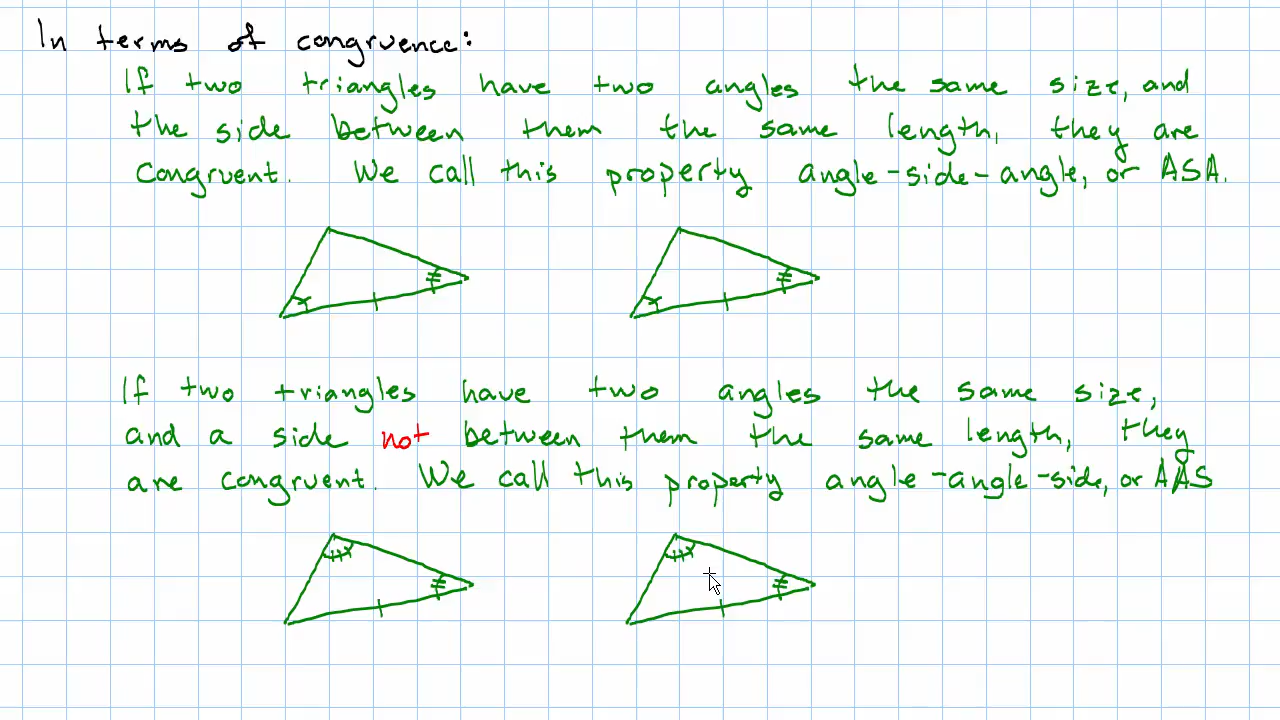 In terms of congruence:
If two triangles have two angles the same size, and
the side between them the same length, they are
congruent. We call this property angle-side-angle, or ASA.
If two triangles have two angles the same size,
and a side not between them the same length, they
are congruent. We call this property angle-angle-side, or AAS